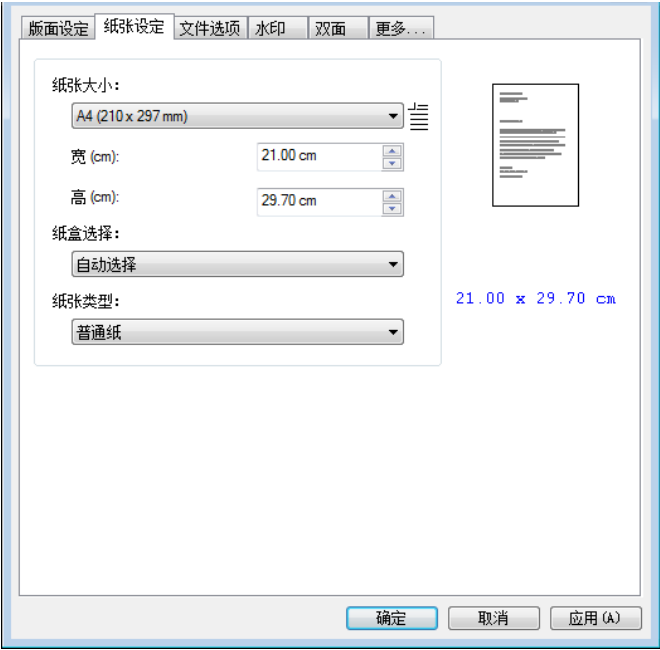 版面设定 纸张设定 文件选项 水印 双面 更多...
纸张大小：
A4 (210 x 297 mm)
宽 (cm): 21.00 cm
高 (cm): 29.70 cm
纸盒选择：
自动选择
纸张类型：
普通纸
21.00 x 29.70 cm
确定 取消 应用(A)